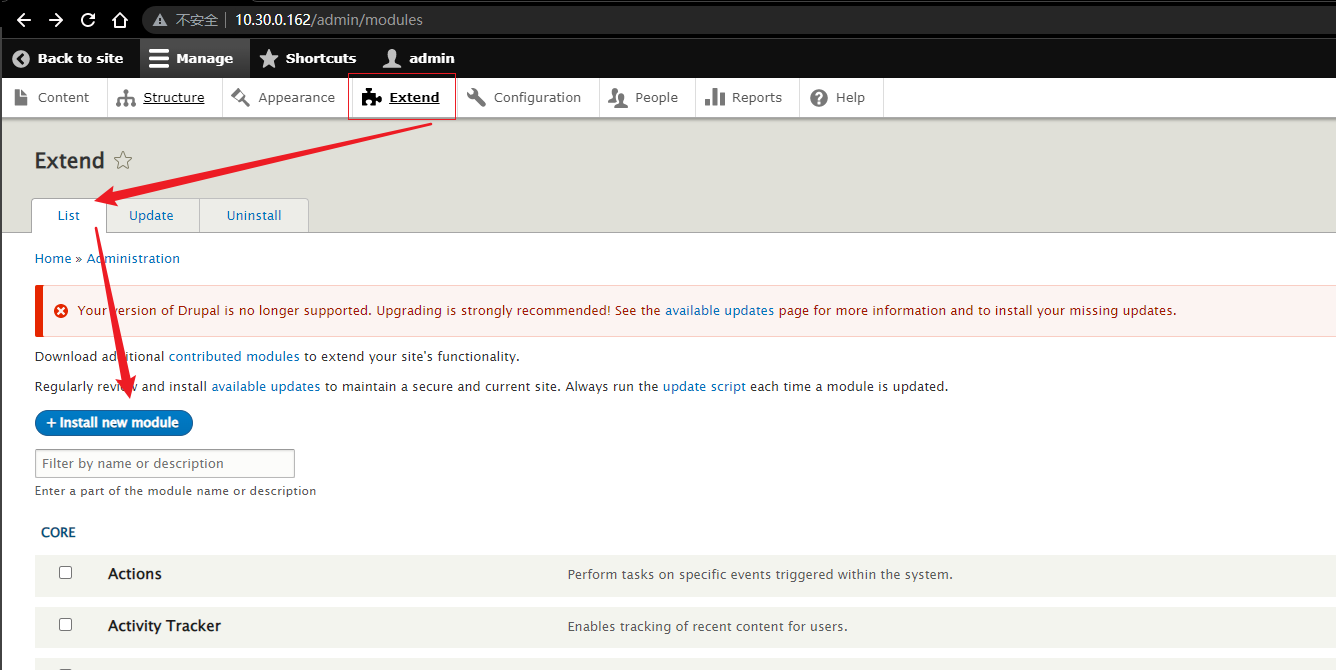 不安全 10.30.0.162/admin/modules
Back to site Manage Shortcuts admin
Content Structure Appearance Extend Configuration People Reports Help
Extend
List Update Uninstall
Home » Administration
Your version of Drupal is no longer supported. Upgrading is strongly recommended! See the available updates page for more information and to install your missing updates.
Download additional contributed modules to extend your site's functionality.
Regularly review and install available updates to maintain a secure and current site. Always run the update script each time a module is updated.
+ Install new module
Filter by name or description
Enter a part of the module name or description
CORE
Actions Perform tasks on specific events triggered within the system.
Activity Tracker Enables tracking of recent content for users.